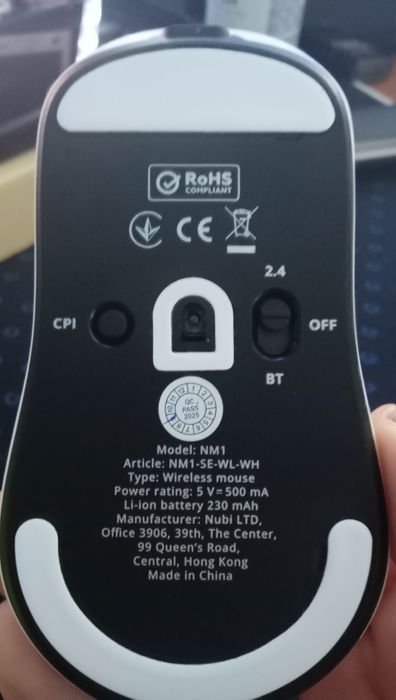 RoHS
COMPLIANT
CE
2.4
CPI
OFF
BT
QC
PASS
2025
Model: NM1
Article: NM1-SE-WL-WH
Type: Wireless mouse
Power rating: 5 V⎓500 mA
Li-ion battery 230 mAh
Manufacturer: Nubi LTD,
Office 3906, 39th, The Center,
99 Queen's Road,
Central, Hong Kong
Made in China